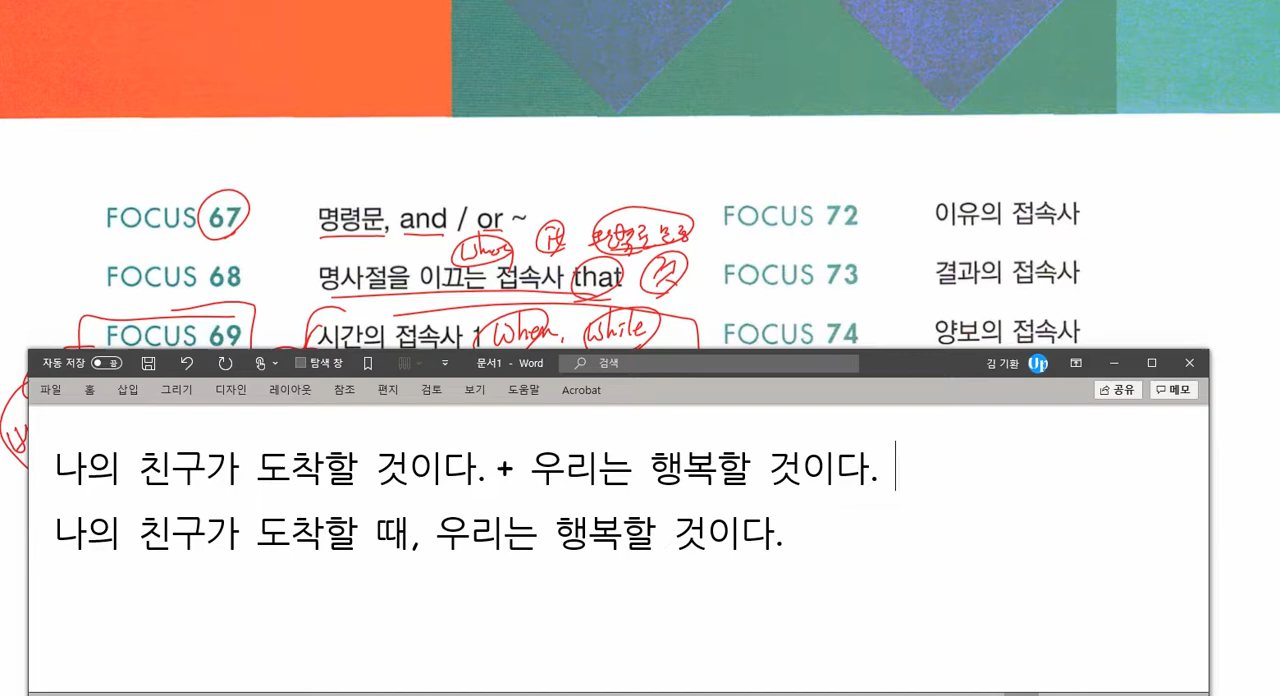 FOCUS 67 명령문, and / or ~
FOCUS 72 이유의 접속사
FOCUS 68 명사절을 이끄는 접속사 that 것
FOCUS 73 결과의 접속사
FOCUS 69 시간의 접속사 1 when, while
FOCUS 74 양보의 접속사
자동 저장 끔 탐색 창 문서1 - Word 검색 김 기환 Up
파일 홈 삽입 그리기 디자인 레이아웃 참조 편지 검토 보기 도움말 Acrobat 공유 메모
나의 친구가 도착할 것이다. + 우리는 행복할 것이다.
나의 친구가 도착할 때, 우리는 행복할 것이다.